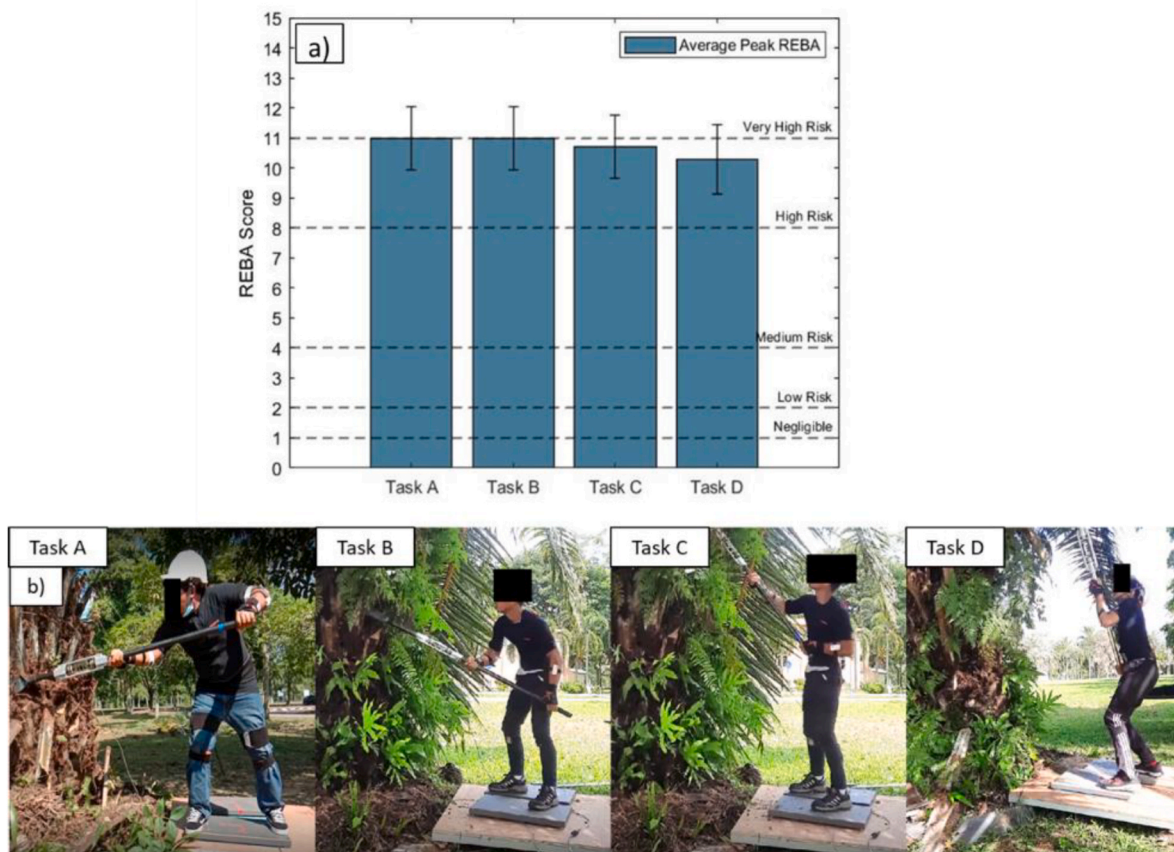 15
14
13
12
11
10
9
8
7
6
5
4
3
2
1
0
REBA Score
a)
Average Peak REBA
Very High Risk
High Risk
Medium Risk
Low Risk
Negligible
Task A
Task B
Task C
Task D
Task A
b)
Task B
Task C
Task D